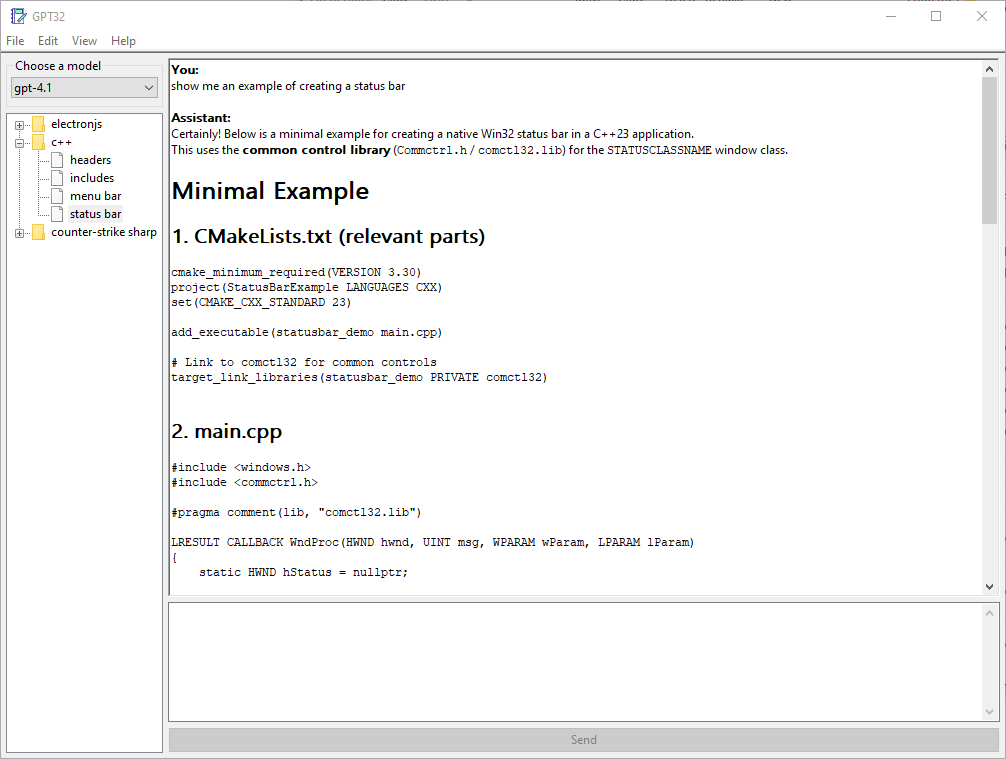 GPT32
File Edit View Help
Choose a model
gpt-4.1
electronjs
c++
headers
includes
menu bar
status bar
counter-strike sharp
You:
show me an example of creating a status bar
Assistant:
Certainly! Below is a minimal example for creating a native Win32 status bar in a C++23 application.
This uses the common control library (Commctrl.h / comctl32.lib) for the STATUSCLASSNAME window class.
Minimal Example
1. CMakeLists.txt (relevant parts)
cmake_minimum_required(VERSION 3.30)
project(StatusBarExample LANGUAGES CXX)
set(CMAKE_CXX_STANDARD 23)
add_executable(statusbar_demo main.cpp)
# Link to comctl32 for common controls
target_link_libraries(statusbar_demo PRIVATE comctl32)
2. main.cpp
#include <windows.h>
#include <commctrl.h>
#pragma comment(lib, "comctl32.lib")
LRESULT CALLBACK WndProc(HWND hwnd, UINT msg, WPARAM wParam, LPARAM lParam)
{
    static HWND hStatus = nullptr;
Send